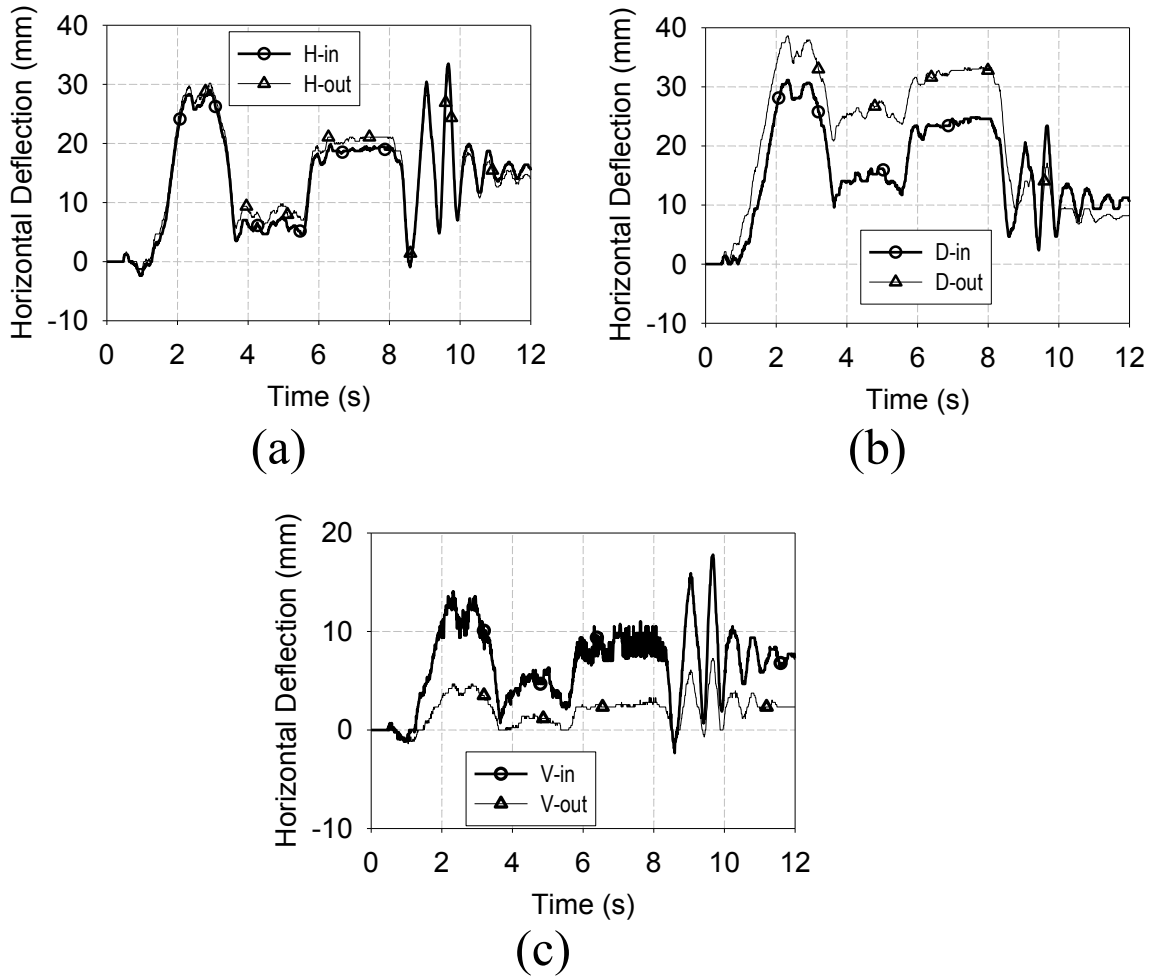 Horizontal Deflection (mm)
40
30
20
10
0
-10
H-in
H-out
0 2 4 6 8 10 12
Time (s)
(a)
Horizontal Deflection (mm)
40
30
20
10
0
-10
D-in
D-out
0 2 4 6 8 10 12
Time (s)
(b)
Horizontal Deflection (mm)
20
10
0
-10
V-in
V-out
0 2 4 6 8 10 12
Time (s)
(c)